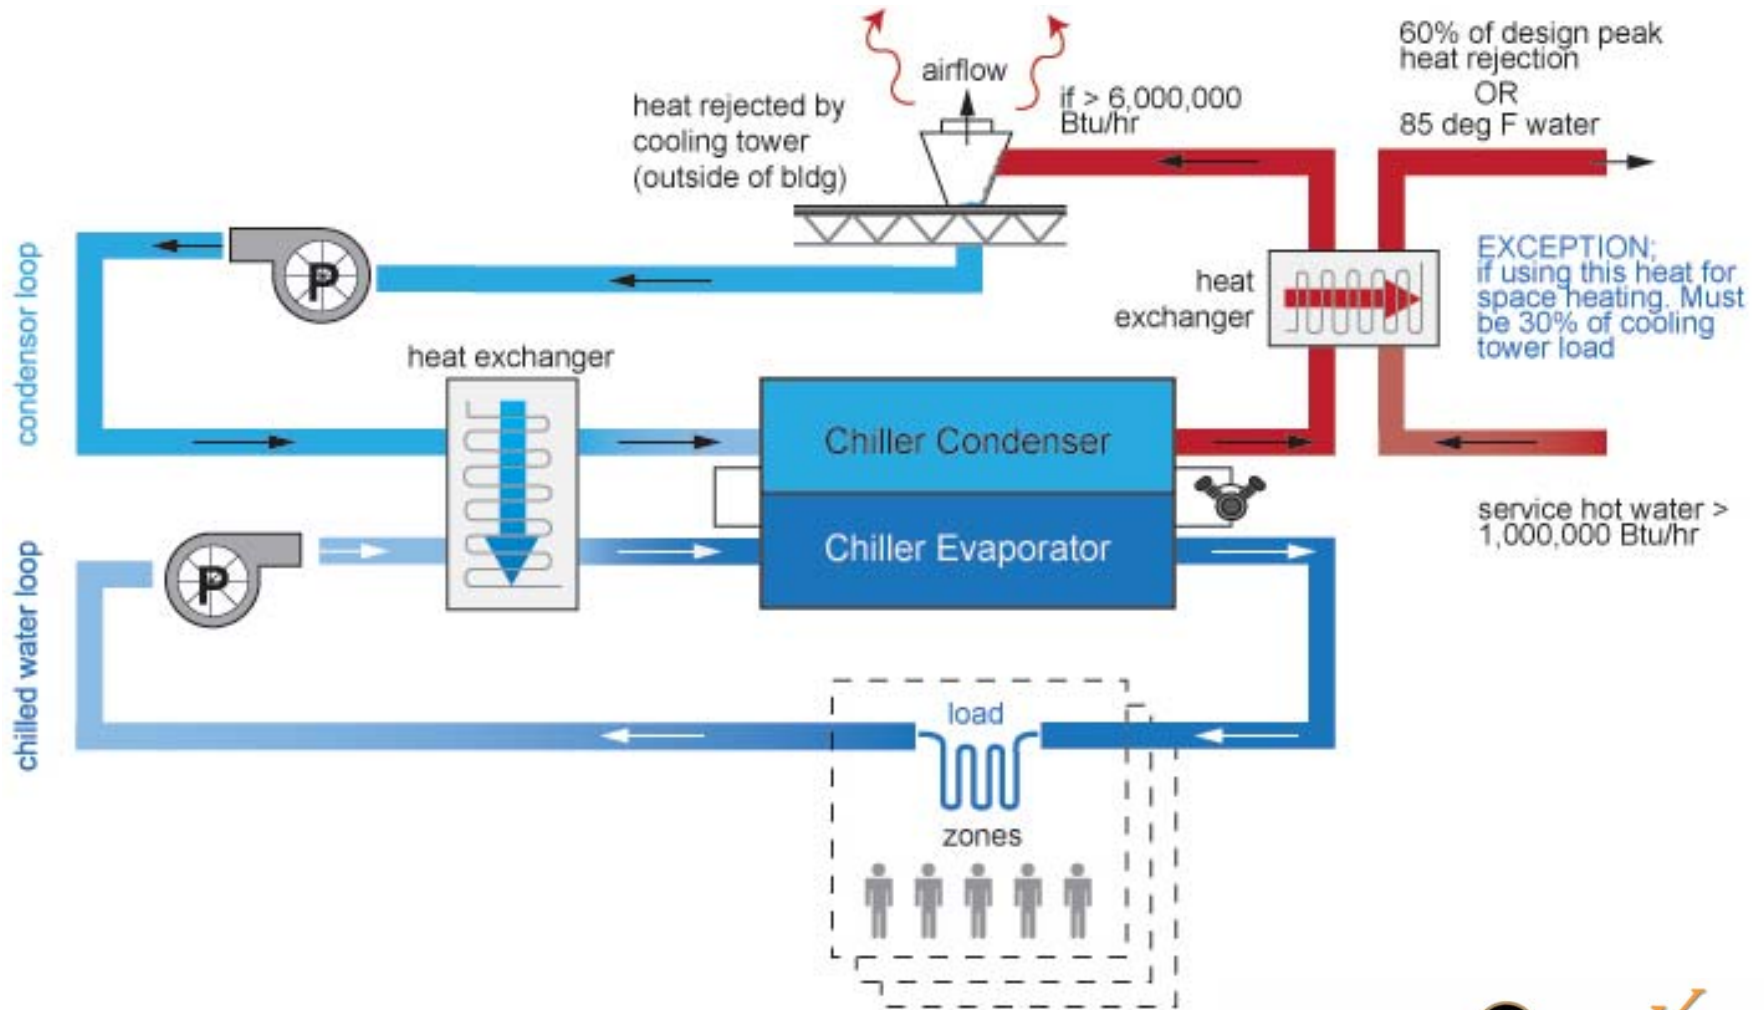 60% of design peak
heat rejection
OR
85 deg F water
airflow
if > 6,000,000
Btu/hr
heat rejected by
cooling tower
(outside of bldg)
condensor loop
P
EXCEPTION;
if using this heat for
space heating. Must
be 30% of cooling
tower load
heat
exchanger
heat exchanger
Chiller Condenser
service hot water >
1,000,000 Btu/hr
Chiller Evaporator
P
chilled water loop
load
zones